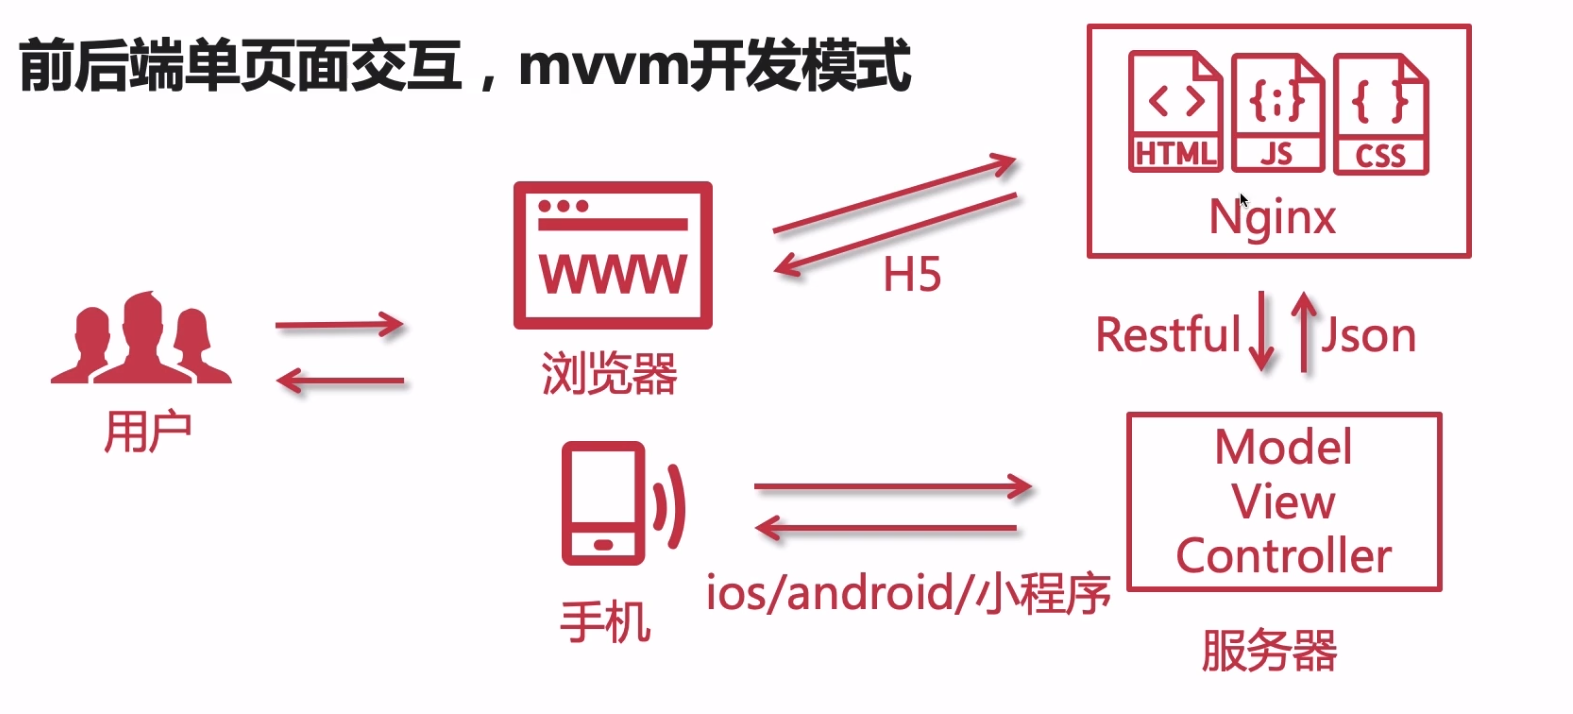 前后端单页面交互，mvvm开发模式
HTML
JS
CSS
Nginx
WWW
H5
浏览器
用户
Restful
Json
Model
View
Controller
手机
ios/android/小程序
服务器